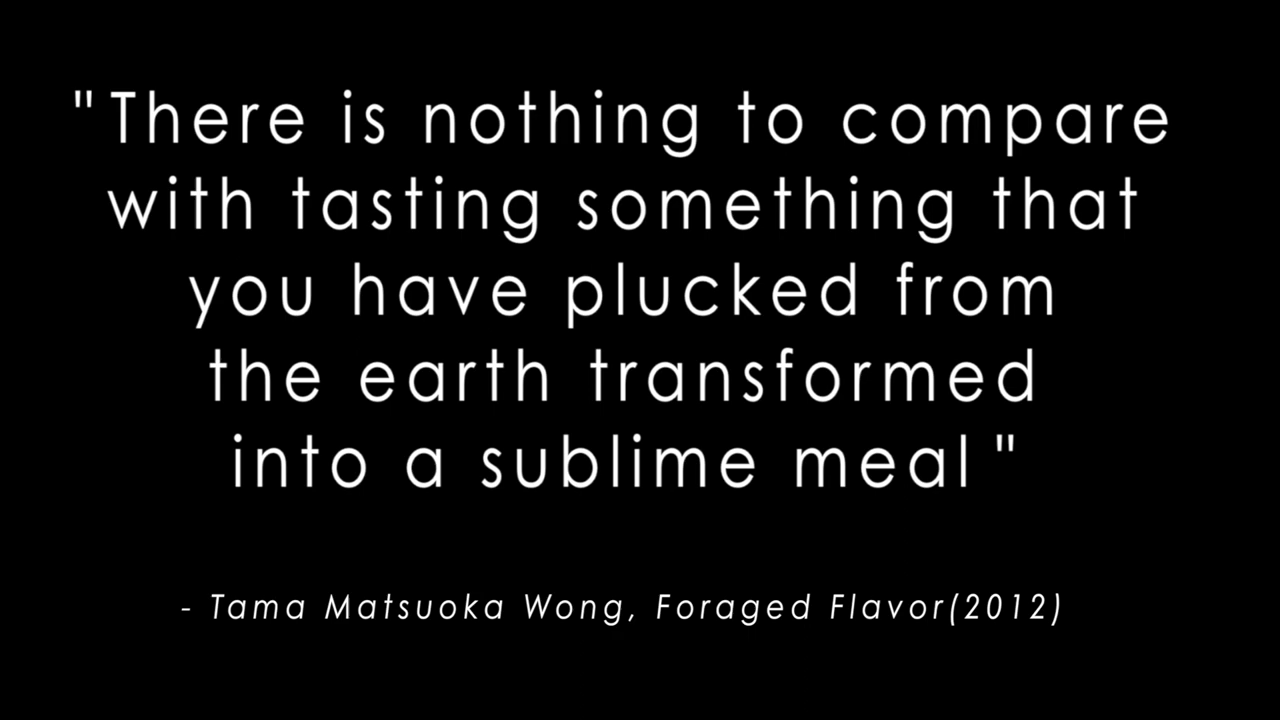 "There is nothing to compare
with tasting something that
you have plucked from
the earth transformed
into a sublime meal"
- Tama Matsuoka Wong, Foraged Flavor(2012)